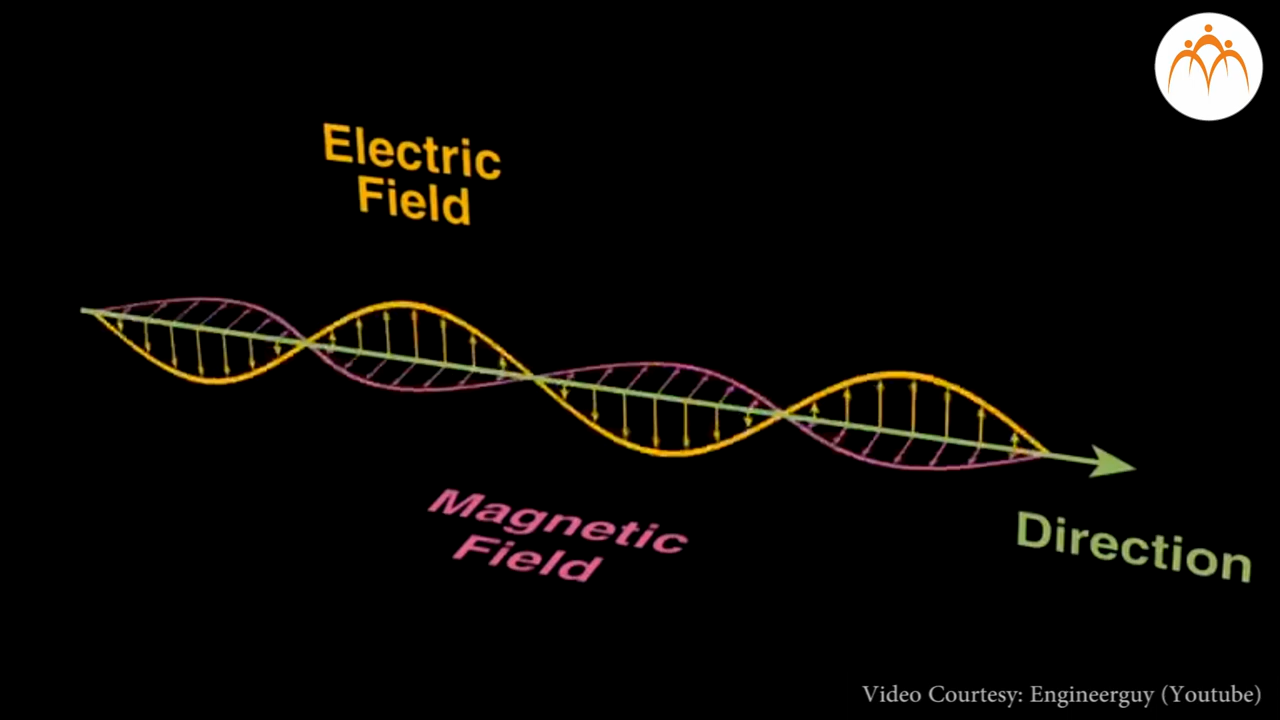 Electric
Field
Magnetic
Field
Direction
Video Courtesy: Engineerguy (Youtube)